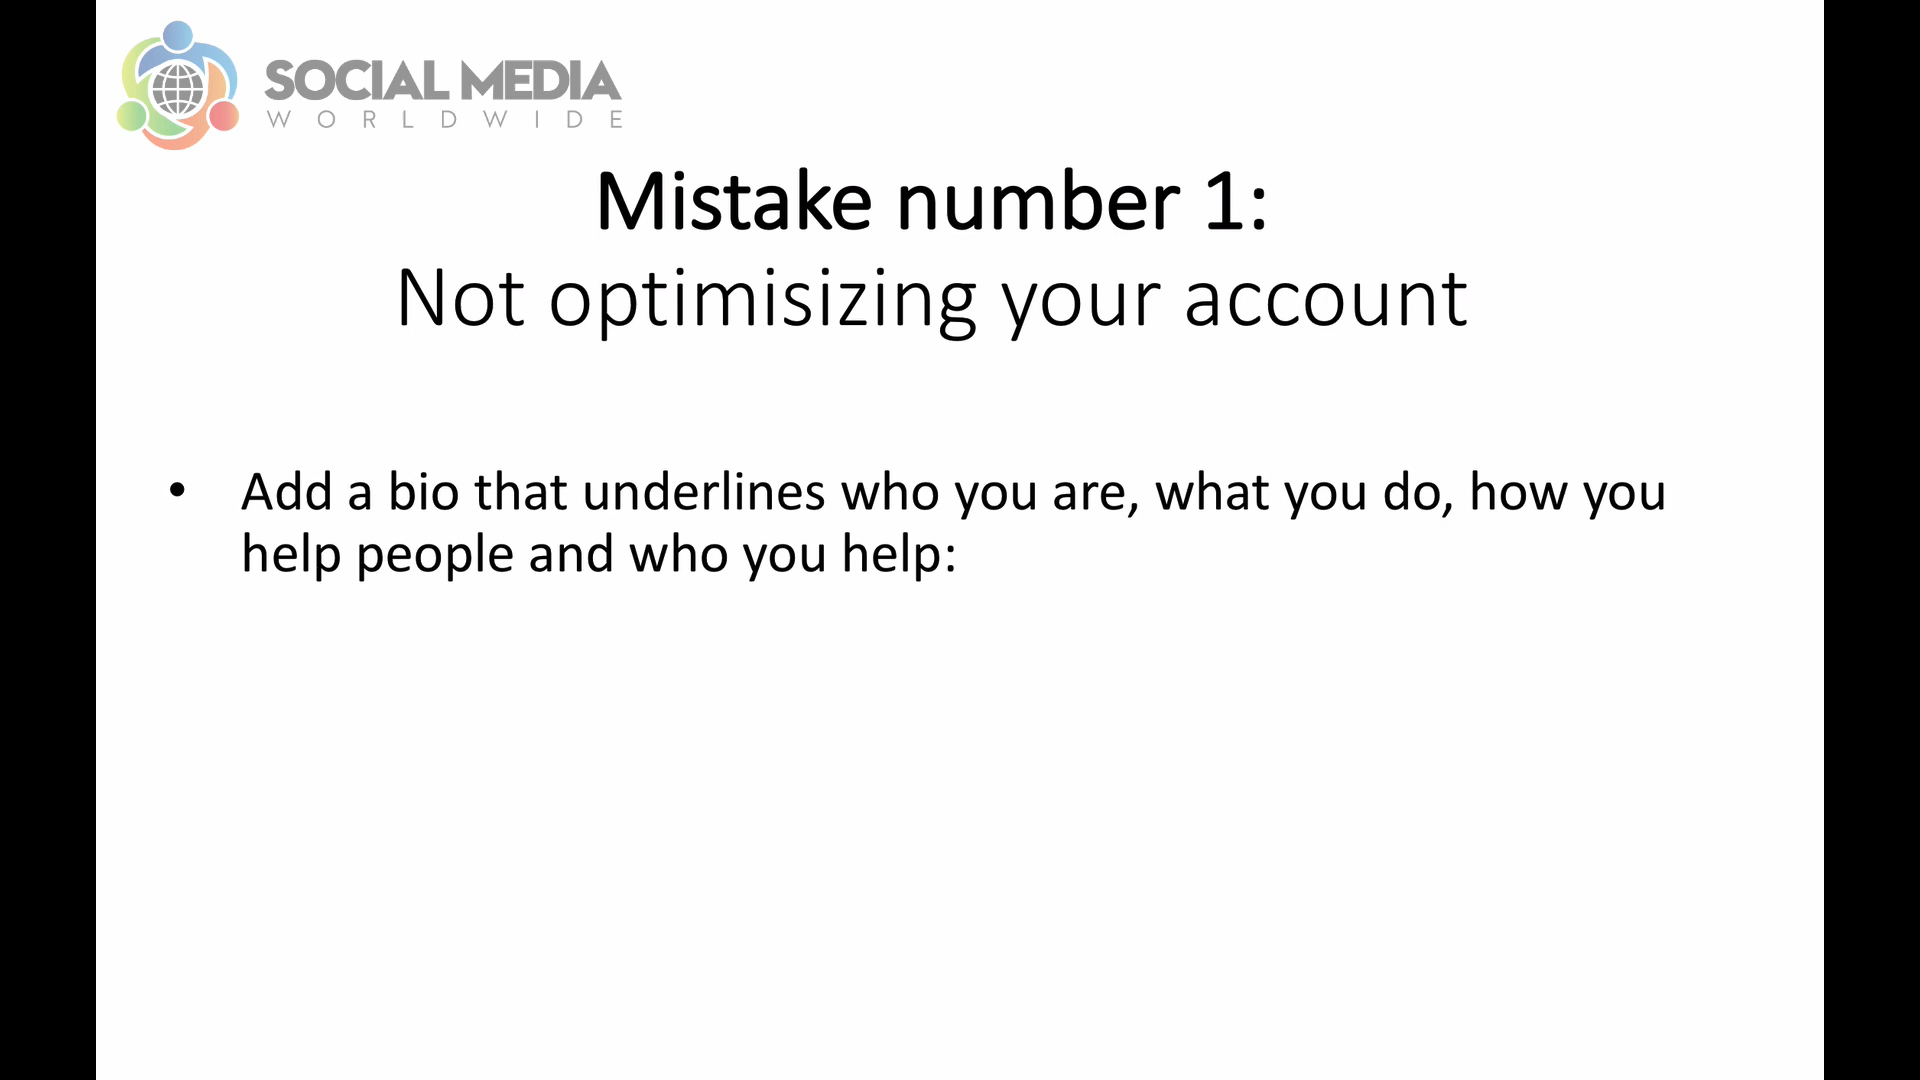 SOCIAL MEDIA
WORLDWIDE
Mistake number 1:
Not optimisizing your account
• Add a bio that underlines who you are, what you do, how you
help people and who you help: